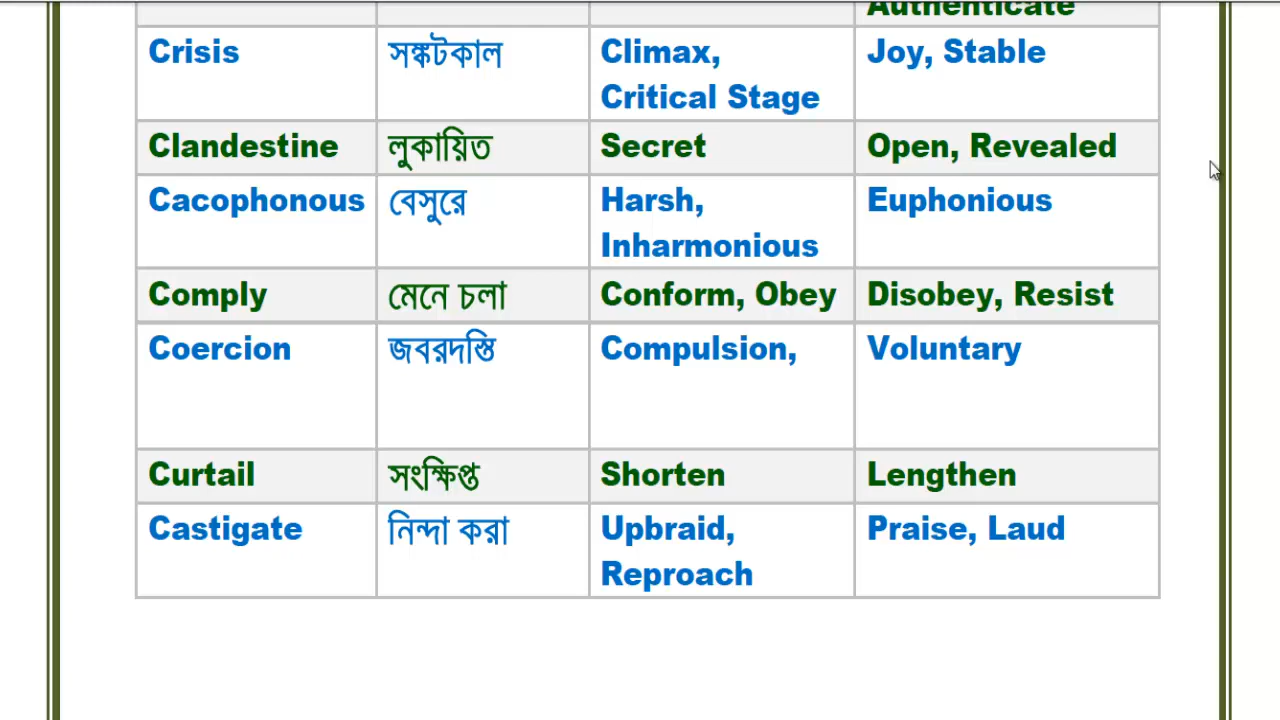 Authenticate
Crisis সঙ্কটকাল Climax, Joy, Stable
Critical Stage
Clandestine লুকায়িত Secret Open, Revealed
Cacophonous বেসুরে Harsh, Euphonious
Inharmonious
Comply মেনে চলা Conform, Obey Disobey, Resist
Coercion জবরদস্তি Compulsion, Voluntary
Curtail সংক্ষিপ্ত Shorten Lengthen
Castigate নিন্দা করা Upbraid, Praise, Laud
Reproach